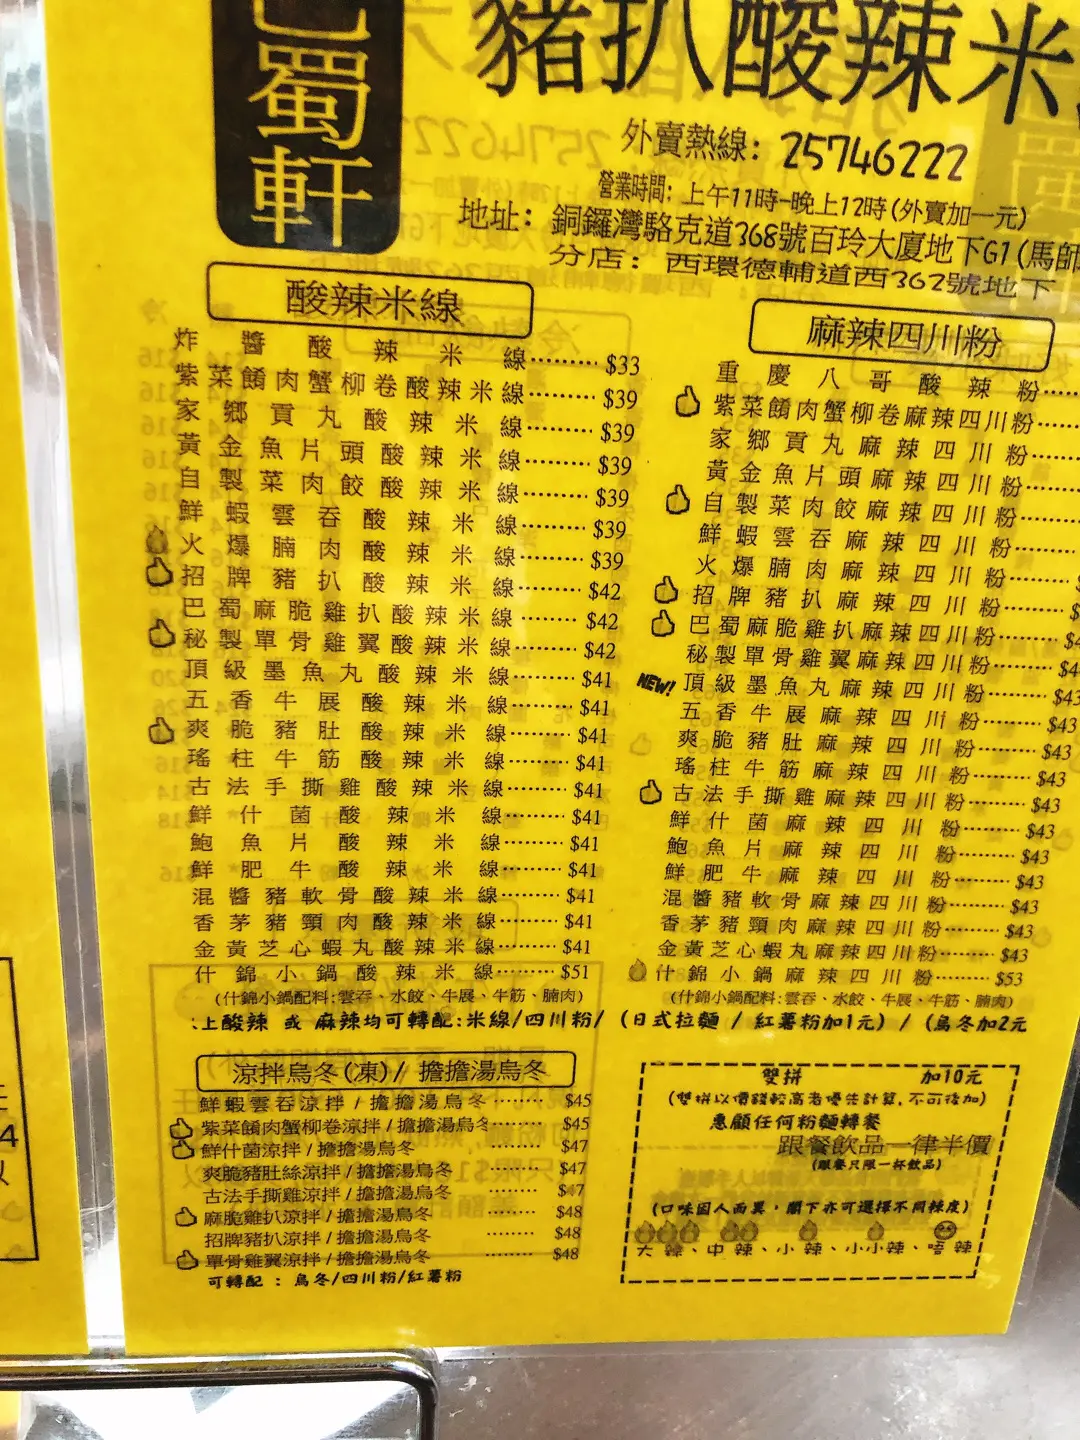 蜀軒
豬扒酸辣米
外賣熱線：25746222
營業時間：上午11時-晚上12時(外賣加一元)
地址：銅鑼灣駱克道368號百玲大廈地下G1(馬師
分店：西環德輔道西362號地下
酸辣米線
炸醬酸辣米線……… $33
紫菜餚肉蟹柳卷酸辣米線……… $39
家鄉貢丸酸辣米線……… $39
黃金魚片頭酸辣米線……… $39
自製菜肉餃酸辣米線……… $39
鮮蝦雲吞酸辣米線……… $39
火爆腩肉酸辣米線……… $39
招牌豬扒酸辣米線……… $42
巴蜀麻脆雞扒酸辣米線……… $42
秘製單骨雞翼酸辣米線……… $42
頂級墨魚丸酸辣米線……… $41
五香牛展酸辣米線……… $41
爽脆豬肚酸辣米線……… $41
瑤柱牛筋酸辣米線……… $41
古法手撕雞酸辣米線……… $41
鮮什菌酸辣米線……… $41
鮑魚片酸辣米線……… $41
鮮肥牛酸辣米線……… $41
混醬豬軟骨酸辣米線……… $41
香茅豬頸肉酸辣米線……… $41
金黃芝心蝦丸酸辣米線……… $41
什錦小鍋酸辣米線……… $51
(什錦小鍋配料:雲吞、水餃、牛展、牛筋、腩肉)
麻辣四川粉
重慶八哥酸辣粉
紫菜餚肉蟹柳卷麻辣四川粉………
家鄉貢丸麻辣四川粉………
黃金魚片頭麻辣四川粉………
自製菜肉餃麻辣四川粉………
鮮蝦雲吞麻辣四川粉………
火爆腩肉麻辣四川粉………
招牌豬扒麻辣四川粉……… $
巴蜀麻脆雞扒麻辣四川粉……… $4
秘製單骨雞翼麻辣四川粉……… $4
NEW! 頂級墨魚丸麻辣四川粉……… $43
五香牛展麻辣四川粉……… $43
爽脆豬肚麻辣四川粉……… $43
瑤柱牛筋麻辣四川粉……… $43
古法手撕雞麻辣四川粉……… $43
鮮什菌麻辣四川粉……… $43
鮑魚片麻辣四川粉……… $43
鮮肥牛麻辣四川粉……… $43
混醬豬軟骨麻辣四川粉……… $43
香茅豬頸肉麻辣四川粉……… $43
金黃芝心蝦丸麻辣四川粉……… $43
什錦小鍋麻辣四川粉……… $53
(什錦小鍋配料:雲吞、水餃、牛展、牛筋、腩肉)
:上酸辣 或 麻辣均可轉配:米線/四川粉/ (日式拉麵 / 紅薯粉加1元) / (烏冬加2元
涼拌烏冬(凍)/ 擔擔湯烏冬
鮮蝦雲吞涼拌 / 擔擔湯烏冬 ……… $45
紫菜餚肉蟹柳卷涼拌 / 擔擔湯烏冬 ……… $45
鮮什菌涼拌 / 擔擔湯烏冬 ……… $47
爽脆豬肚絲涼拌 / 擔擔湯烏冬 ……… $47
古法手撕雞涼拌 / 擔擔湯烏冬 ……… $47
麻脆雞扒涼拌 / 擔擔湯烏冬 ……… $48
招牌豬扒涼拌 / 擔擔湯烏冬 ……… $48
單骨雞翼涼拌 / 擔擔湯烏冬 ……… $48
可轉配 : 烏冬/四川粉/紅薯粉
雙拼 加10元
(雙拼以價錢較高者優先計算,不可後加)
惠顧任何粉麵轉餐
跟餐飲品一律半價
(跟餐只限一杯飲品)
(口味因人而異，閣下亦可選擇不同辣度)
大辣、中辣、小辣、小小辣、唔辣
4